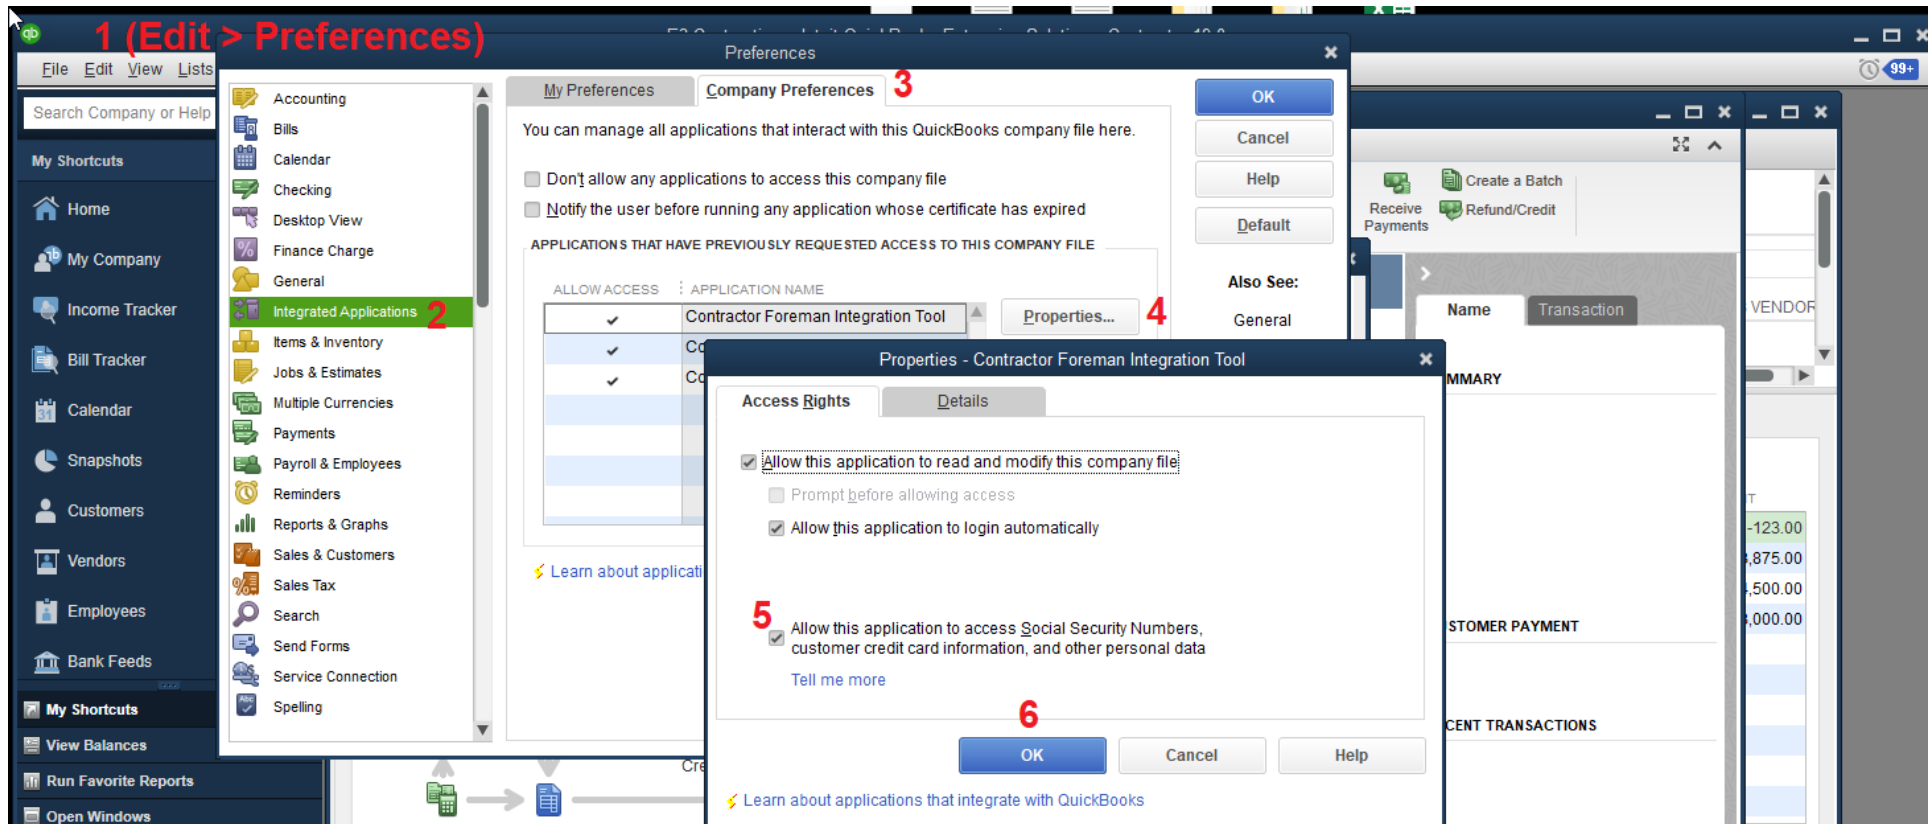 1 (Edit > Preferences)
File Edit View Lists
99+
Search Company or Help
My Shortcuts
Home
My Company
Income Tracker
Bill Tracker
Calendar
31
Snapshots
Customers
Vendors
Employees
Bank Feeds
My Shortcuts
View Balances
Run Favorite Reports
Open Windows
Preferences
Accounting
Bills
Calendar
Checking
Desktop View
Finance Charge
General
Integrated Applications 2
Items & Inventory
Jobs & Estimates
Multiple Currencies
Payments
Payroll & Employees
Reminders
Reports & Graphs
Sales & Customers
Sales Tax
Search
Send Forms
Service Connection
Spelling
My Preferences
Company Preferences 3
You can manage all applications that interact with this QuickBooks company file here.
Don't allow any applications to access this company file
Notify the user before running any application whose certificate has expired
APPLICATIONS THAT HAVE PREVIOUSLY REQUESTED ACCESS TO THIS COMPANY FILE
ALLOW ACCESS APPLICATION NAME
Contractor Foreman Integration Tool
Properties... 4
Learn about
OK
Cancel
Help
Default
Also See:
General
Properties - Contractor Foreman Integration Tool
Access Rights
Details
Allow this application to read and modify this company file
Prompt before allowing access
Allow this application to login automatically
5
Allow this application to access Social Security Numbers,
customer credit card information, and other personal data
Tell me more
6
OK
Cancel
Help
Learn about applications that integrate with QuickBooks
Receive
Payments
Create a Batch
Refund/Credit
Name
Transaction
VENDOR
MMARY
STOMER PAYMENT
CENT TRANSACTIONS
-123.00
,875.00
,500.00
,000.00